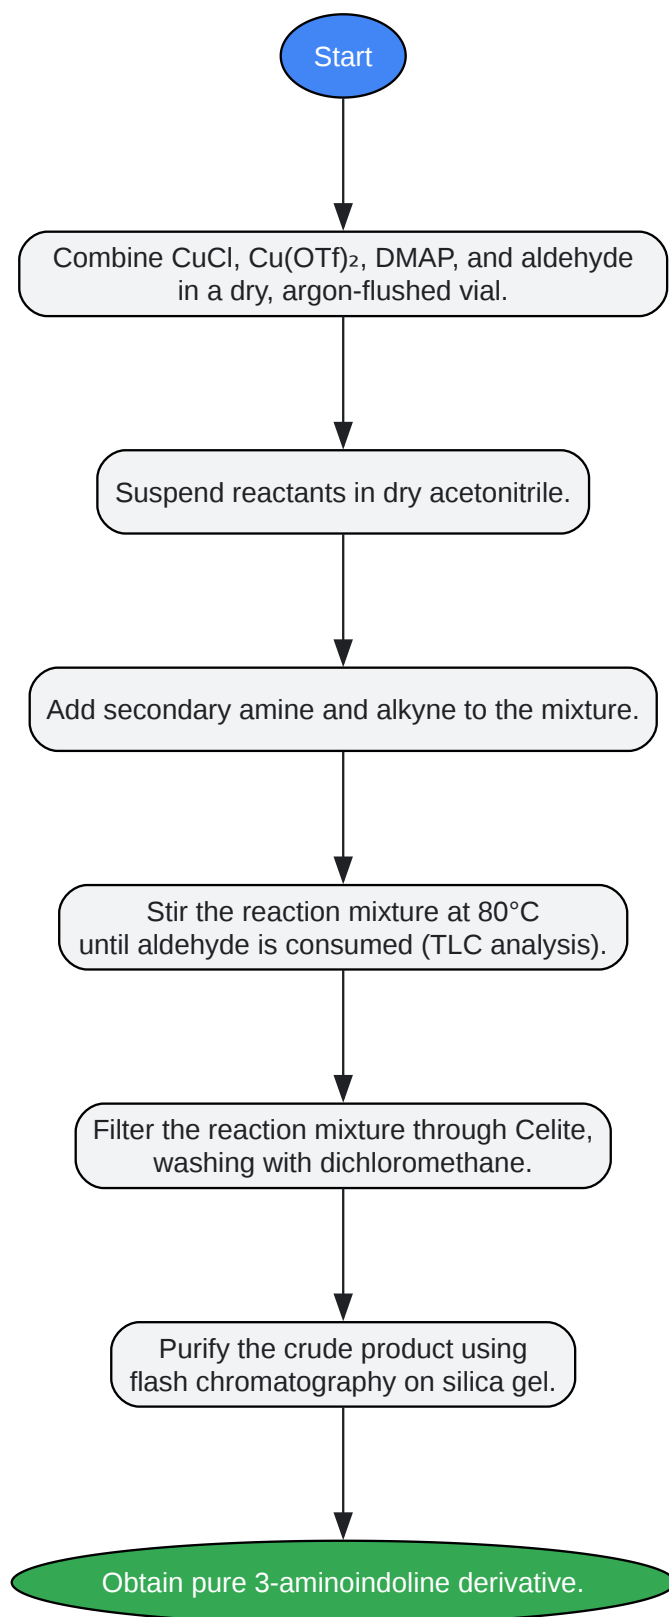 Start
Combine CuCl, Cu(OTf)₂, DMAP, and aldehyde
in a dry, argon-flushed vial.
Suspend reactants in dry acetonitrile.
Add secondary amine and alkyne to the mixture.
Stir the reaction mixture at 80°C
until aldehyde is consumed (TLC analysis).
Filter the reaction mixture through Celite,
washing with dichloromethane.
Purify the crude product using
flash chromatography on silica gel.
Obtain pure 3-aminoindoline derivative.